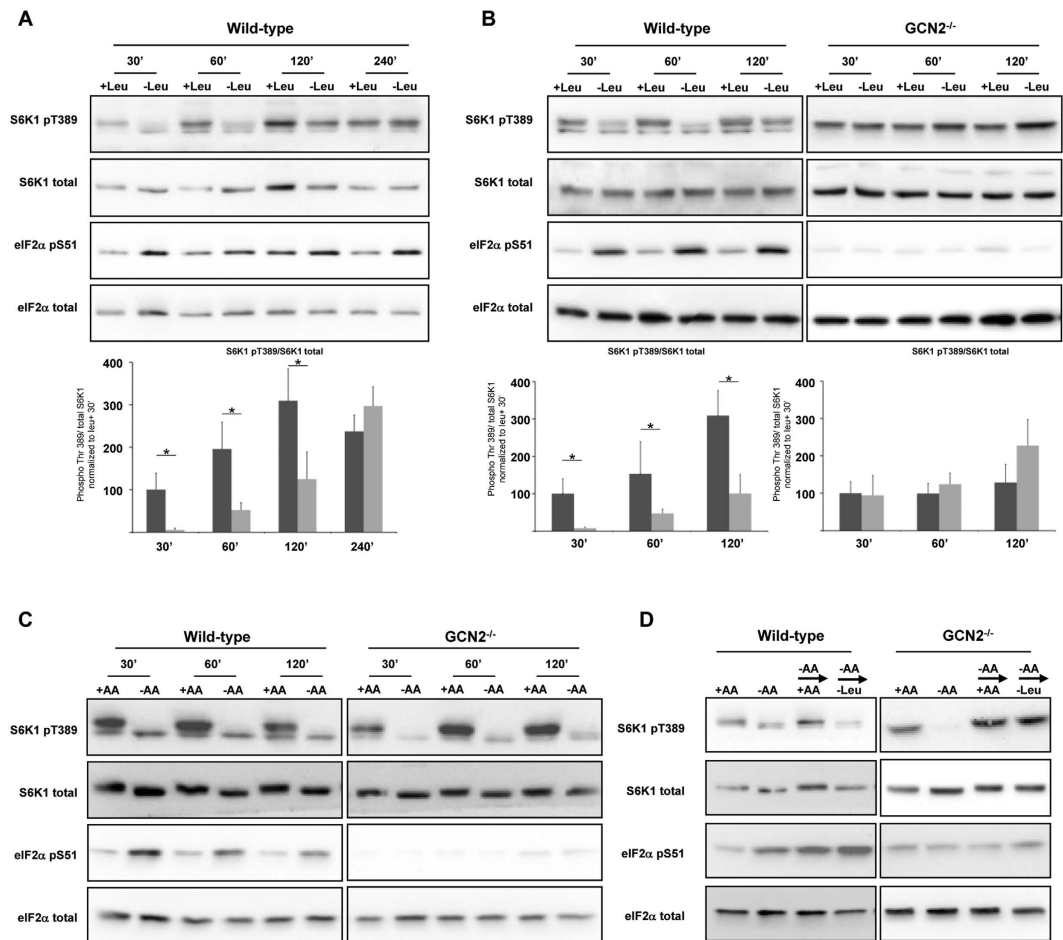 A
Wild-type
30' 60' 120' 240'
+Leu -Leu +Leu -Leu +Leu -Leu +Leu -Leu
S6K1 pT389
S6K1 total
eIF2α pS51
eIF2α total
S6K1 pT389/S6K1 total
Phospho Thr 389/ total S6K1
normalized to leu+ 30'
400
300
200
100
* * *
30' 60' 120' 240'
B
Wild-type GCN2-/-
30' 60' 120' 30' 60' 120'
+Leu -Leu +Leu -Leu +Leu -Leu +Leu -Leu +Leu -Leu +Leu -Leu
S6K1 pT389
S6K1 total
eIF2α pS51
eIF2α total
S6K1 pT389/S6K1 total S6K1 pT389/S6K1 total
Phospho Thr 389/ total S6K1
normalized to leu+ 30'
400
300
200
100
* * *
30' 60' 120'
Phospho Thr 389/ total S6K1
normalized to leu+ 30'
400
300
200
100
30' 60' 120'
C
Wild-type GCN2-/-
30' 60' 120' 30' 60' 120'
+AA -AA +AA -AA +AA -AA +AA -AA +AA -AA +AA -AA
S6K1 pT389
S6K1 total
eIF2α pS51
eIF2α total
D
Wild-type GCN2-/-
-AA -AA -AA -AA
+AA -AA +AA -Leu +AA -AA +AA -Leu
S6K1 pT389
S6K1 total
eIF2α pS51
eIF2α total